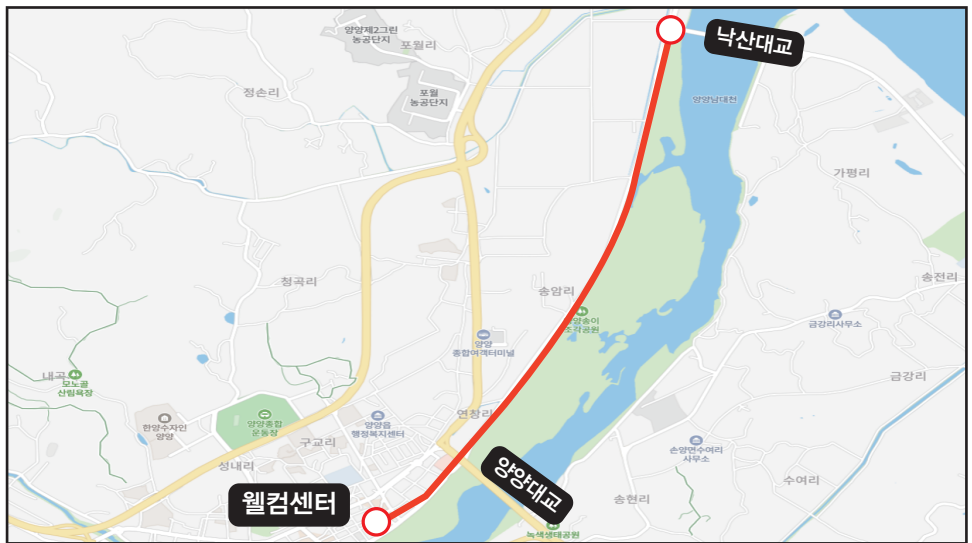 양양제2그린
농공단지
포월리
낙산대교
정손리
포월
농공단지
양양남대천
가평리
송전리
청곡리
송암리
양양송이
조각공원
금강리사무소
양양
종합여객터미널
내곡
모노골
산림욕장
금강리
한양수자인
양양
양양종합
운동장
양양읍
행정복지센터
연창리
구교리
성내리
손양면수여리
사무소
수여리
양양대교
송현리
웰컴센터
녹색생태공원